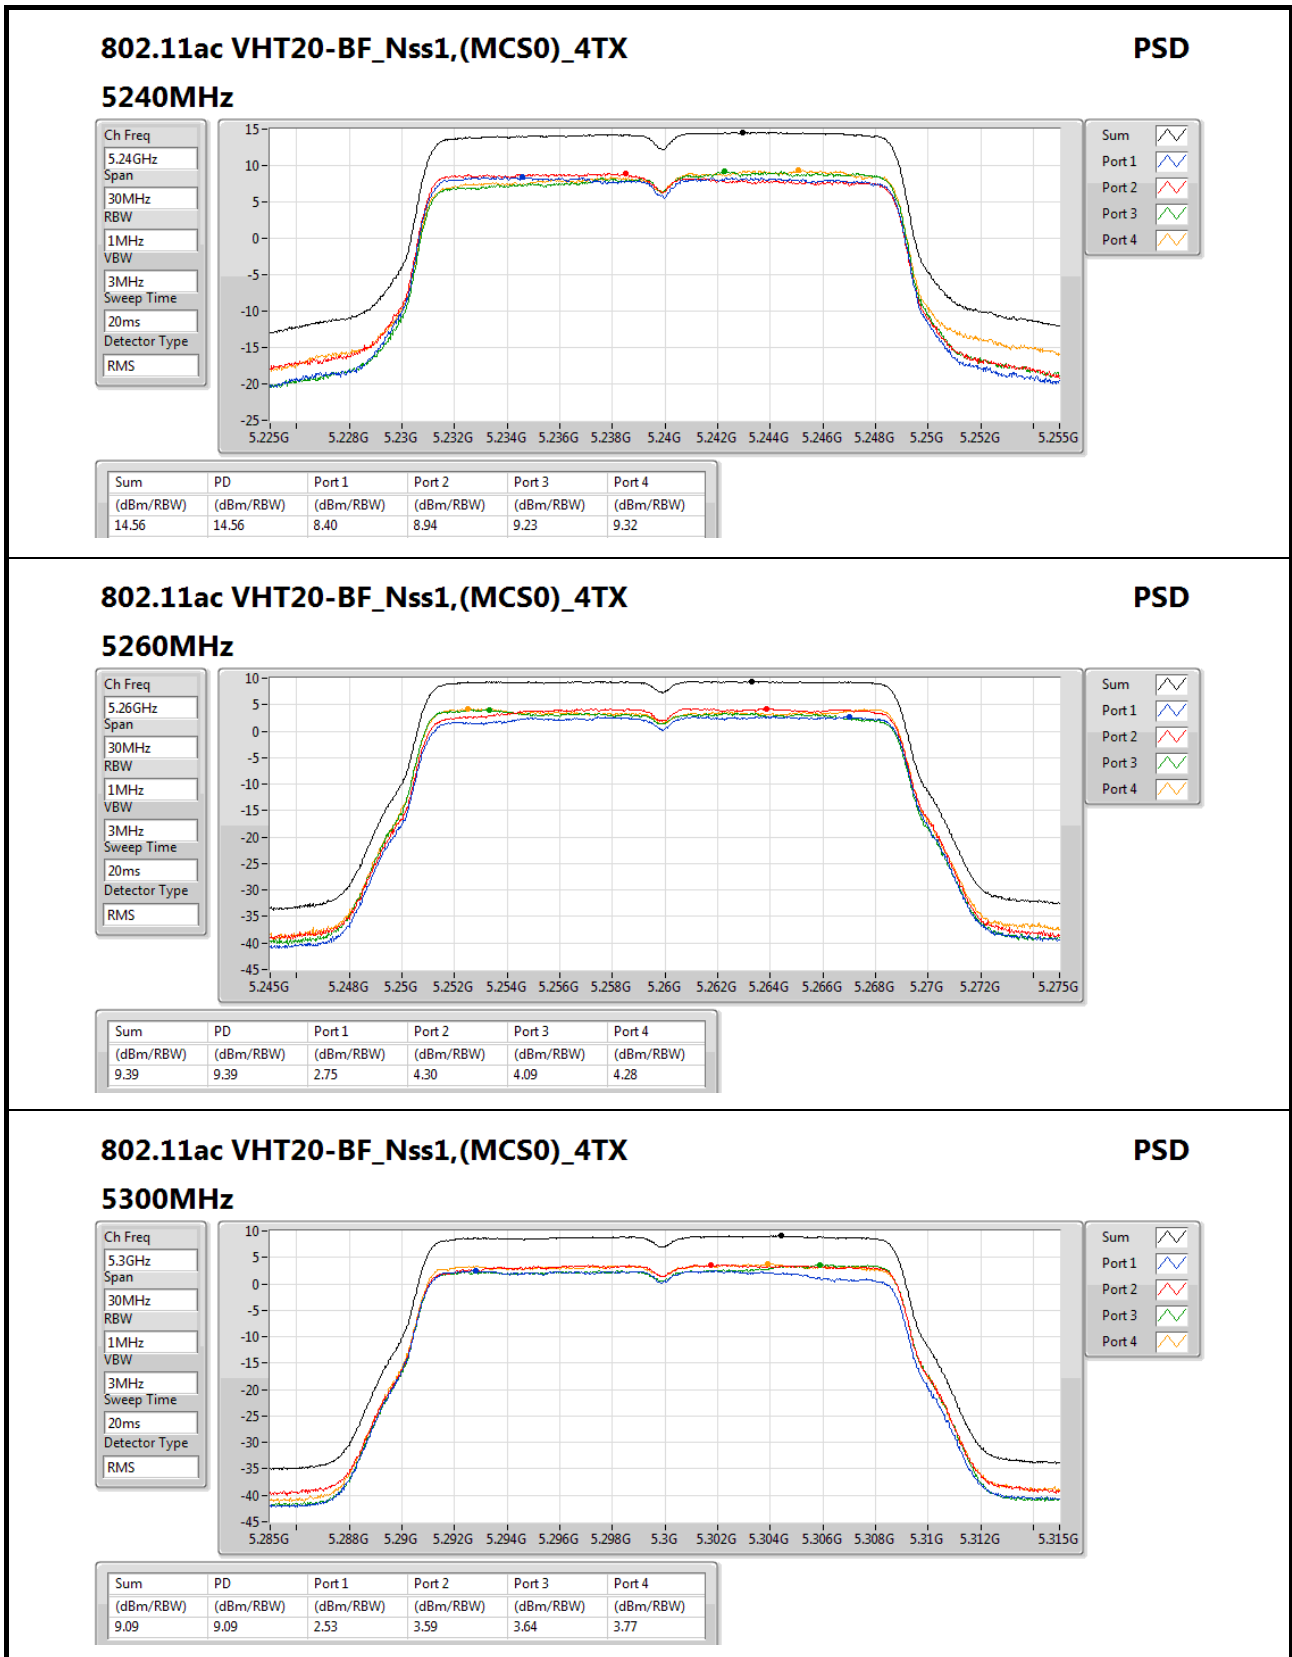 802.11ac VHT20-BF_Nss1,(MCS0)_4TX PSD
5240MHz
Ch Freq
5.24GHz
Span
30MHz
RBW
1MHz
VBW
3MHz
Sweep Time
20ms
Detector Type
RMS
15
10
5
0
-5
-10
-15
-20
-25
5.225G 5.228G 5.23G 5.232G 5.234G 5.236G 5.238G 5.24G 5.242G 5.244G 5.246G 5.248G 5.25G 5.252G 5.255G
Sum
Port 1
Port 2
Port 3
Port 4
Sum PD Port 1 Port 2 Port 3 Port 4
(dBm/RBW) (dBm/RBW) (dBm/RBW) (dBm/RBW) (dBm/RBW) (dBm/RBW)
14.56 14.56 8.40 8.94 9.23 9.32
802.11ac VHT20-BF_Nss1,(MCS0)_4TX PSD
5260MHz
Ch Freq
5.26GHz
Span
30MHz
RBW
1MHz
VBW
3MHz
Sweep Time
20ms
Detector Type
RMS
10
5
0
-5
-10
-15
-20
-25
-30
-35
-40
-45
5.245G 5.248G 5.25G 5.252G 5.254G 5.256G 5.258G 5.26G 5.262G 5.264G 5.266G 5.268G 5.27G 5.272G 5.275G
Sum
Port 1
Port 2
Port 3
Port 4
Sum PD Port 1 Port 2 Port 3 Port 4
(dBm/RBW) (dBm/RBW) (dBm/RBW) (dBm/RBW) (dBm/RBW) (dBm/RBW)
9.39 9.39 2.75 4.30 4.09 4.28
802.11ac VHT20-BF_Nss1,(MCS0)_4TX PSD
5300MHz
Ch Freq
5.3GHz
Span
30MHz
RBW
1MHz
VBW
3MHz
Sweep Time
20ms
Detector Type
RMS
10
5
0
-5
-10
-15
-20
-25
-30
-35
-40
-45
5.285G 5.288G 5.29G 5.292G 5.294G 5.296G 5.298G 5.3G 5.302G 5.304G 5.306G 5.308G 5.31G 5.312G 5.315G
Sum
Port 1
Port 2
Port 3
Port 4
Sum PD Port 1 Port 2 Port 3 Port 4
(dBm/RBW) (dBm/RBW) (dBm/RBW) (dBm/RBW) (dBm/RBW) (dBm/RBW)
9.09 9.09 2.53 3.59 3.64 3.77